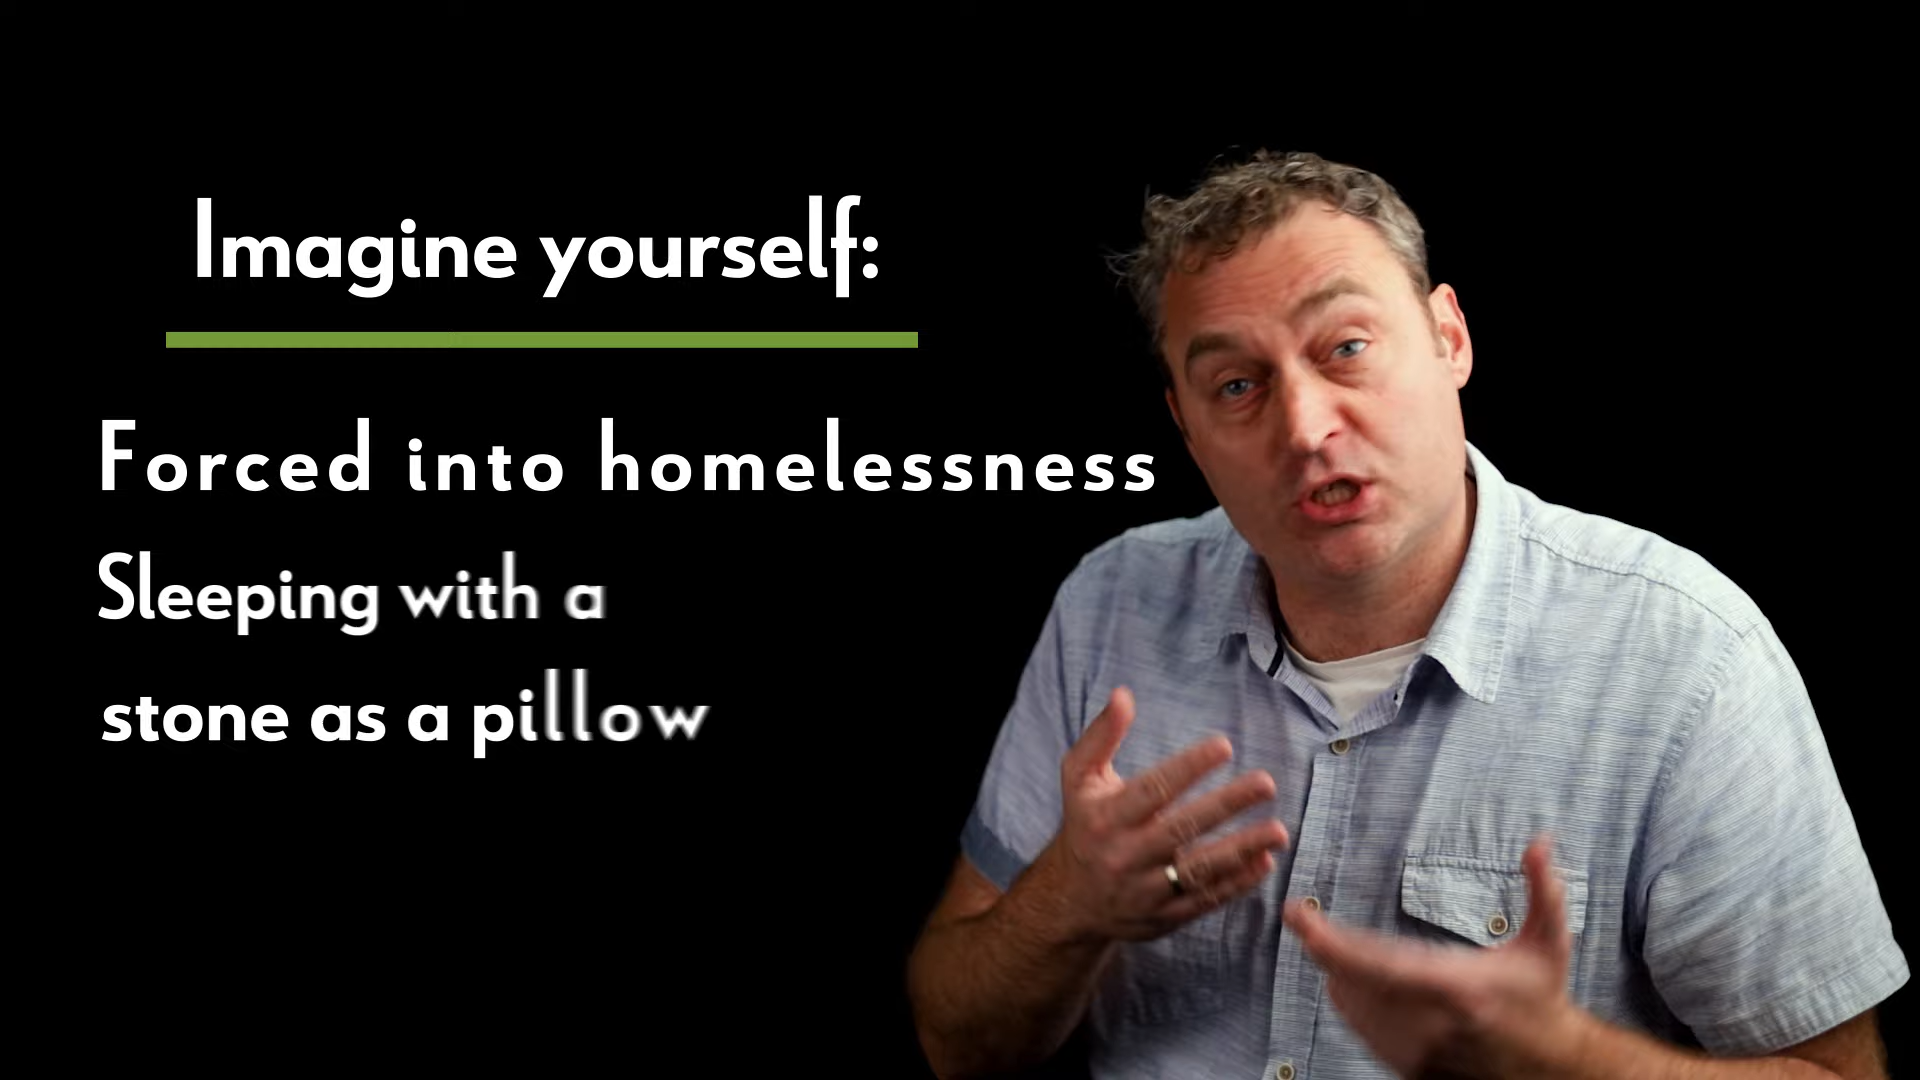 Imagine yourself:
Forced into homelessness
Sleeping with a
stone as a pillow